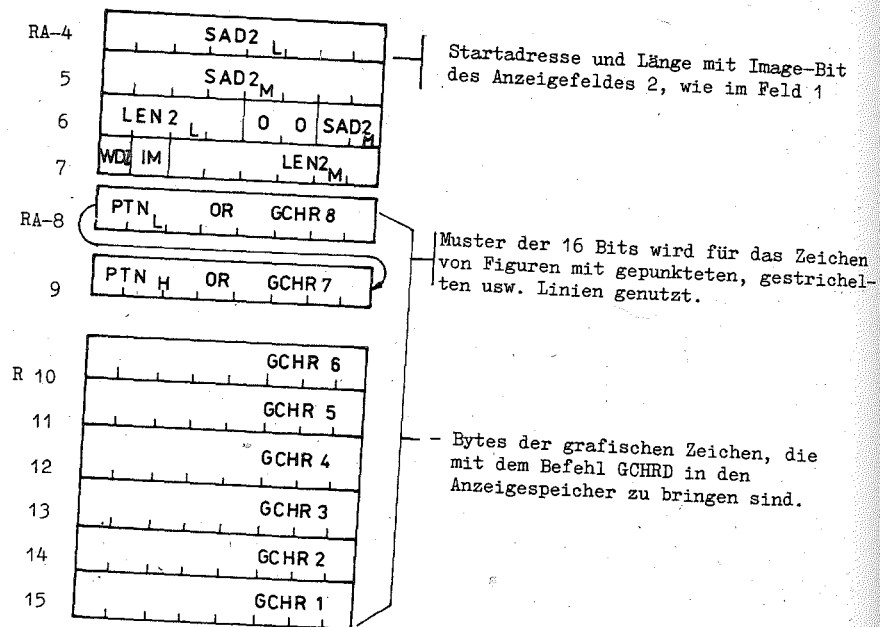 RA-4 SAD2 L
Startadresse und Länge mit Image-Bit
des Anzeigefeldes 2, wie im Feld 1
5 SAD2 M
6 LEN2 L 0 0 SAD2 M
7 IM LEN2 M
RA-8 PTN L OR GCHR 8
Muster der 16 Bits wird für das Zeichen
von Figuren mit gepunkteten, gestrichel-
ten usw. Linien genutzt.
9 PTN H OR GCHR 7
R 10 GCHR 6
11 GCHR 5
12 GCHR 4
Bytes der grafischen Zeichen, die
mit dem Befehl GCHRD in den
Anzeigespeicher zu bringen sind.
13 GCHR 3
14 GCHR 2
15 GCHR 1